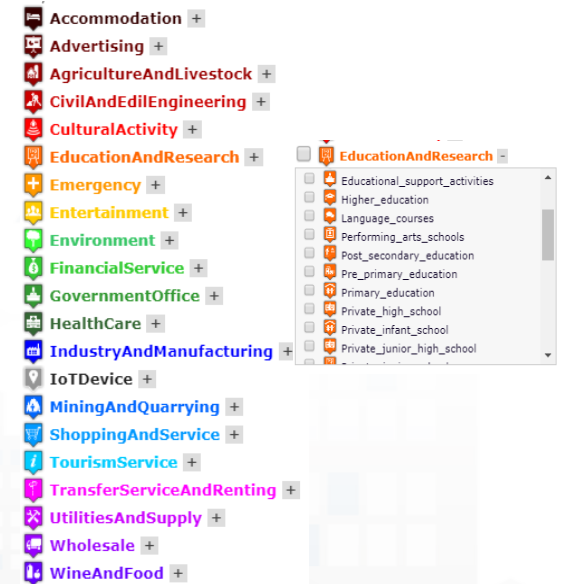 Accommodation +
Advertising +
AgricultureAndLivestock +
CivilAndEdilEngineering +
CulturalActivity +
EducationAndResearch +
Emergency +
Entertainment +
Environment +
FinancialService +
GovernmentOffice +
HealthCare +
IndustryAndManufacturing +
IoTDevice +
MiningAndQuarrying +
ShoppingAndService +
TourismService +
TransferServiceAndRenting +
UtilitiesAndSupply +
Wholesale +
WineAndFood +
EducationAndResearch -
Educational_support_activities
Higher_education
Language_courses
Performing_arts_schools
Post_secondary_education
Pre_primary_education
Primary_education
Private_high_school
Private_infant_school
Private_junior_high_school